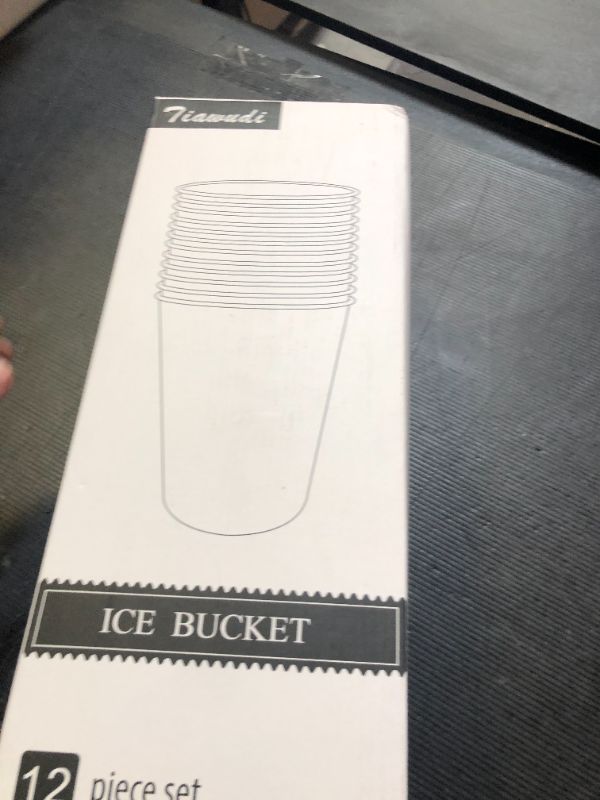 Tiawudi
ICE BUCKET
12 piece set